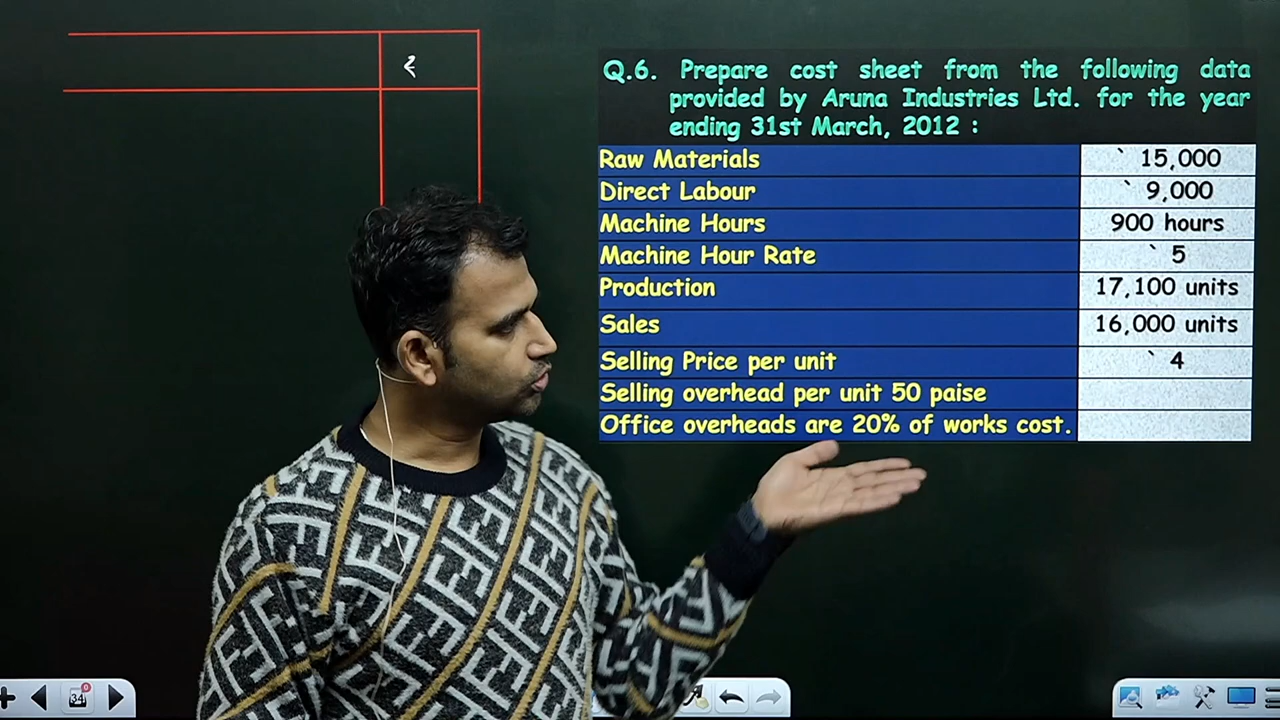 ₹
Q.6. Prepare cost sheet from the following data
provided by Aruna Industries Ltd. for the year
ending 31st March, 2012 :
Raw Materials ` 15,000
Direct Labour ` 9,000
Machine Hours 900 hours
Machine Hour Rate ` 5
Production 17,100 units
Sales 16,000 units
Selling Price per unit ` 4
Selling overhead per unit 50 paise
Office overheads are 20% of works cost.
34